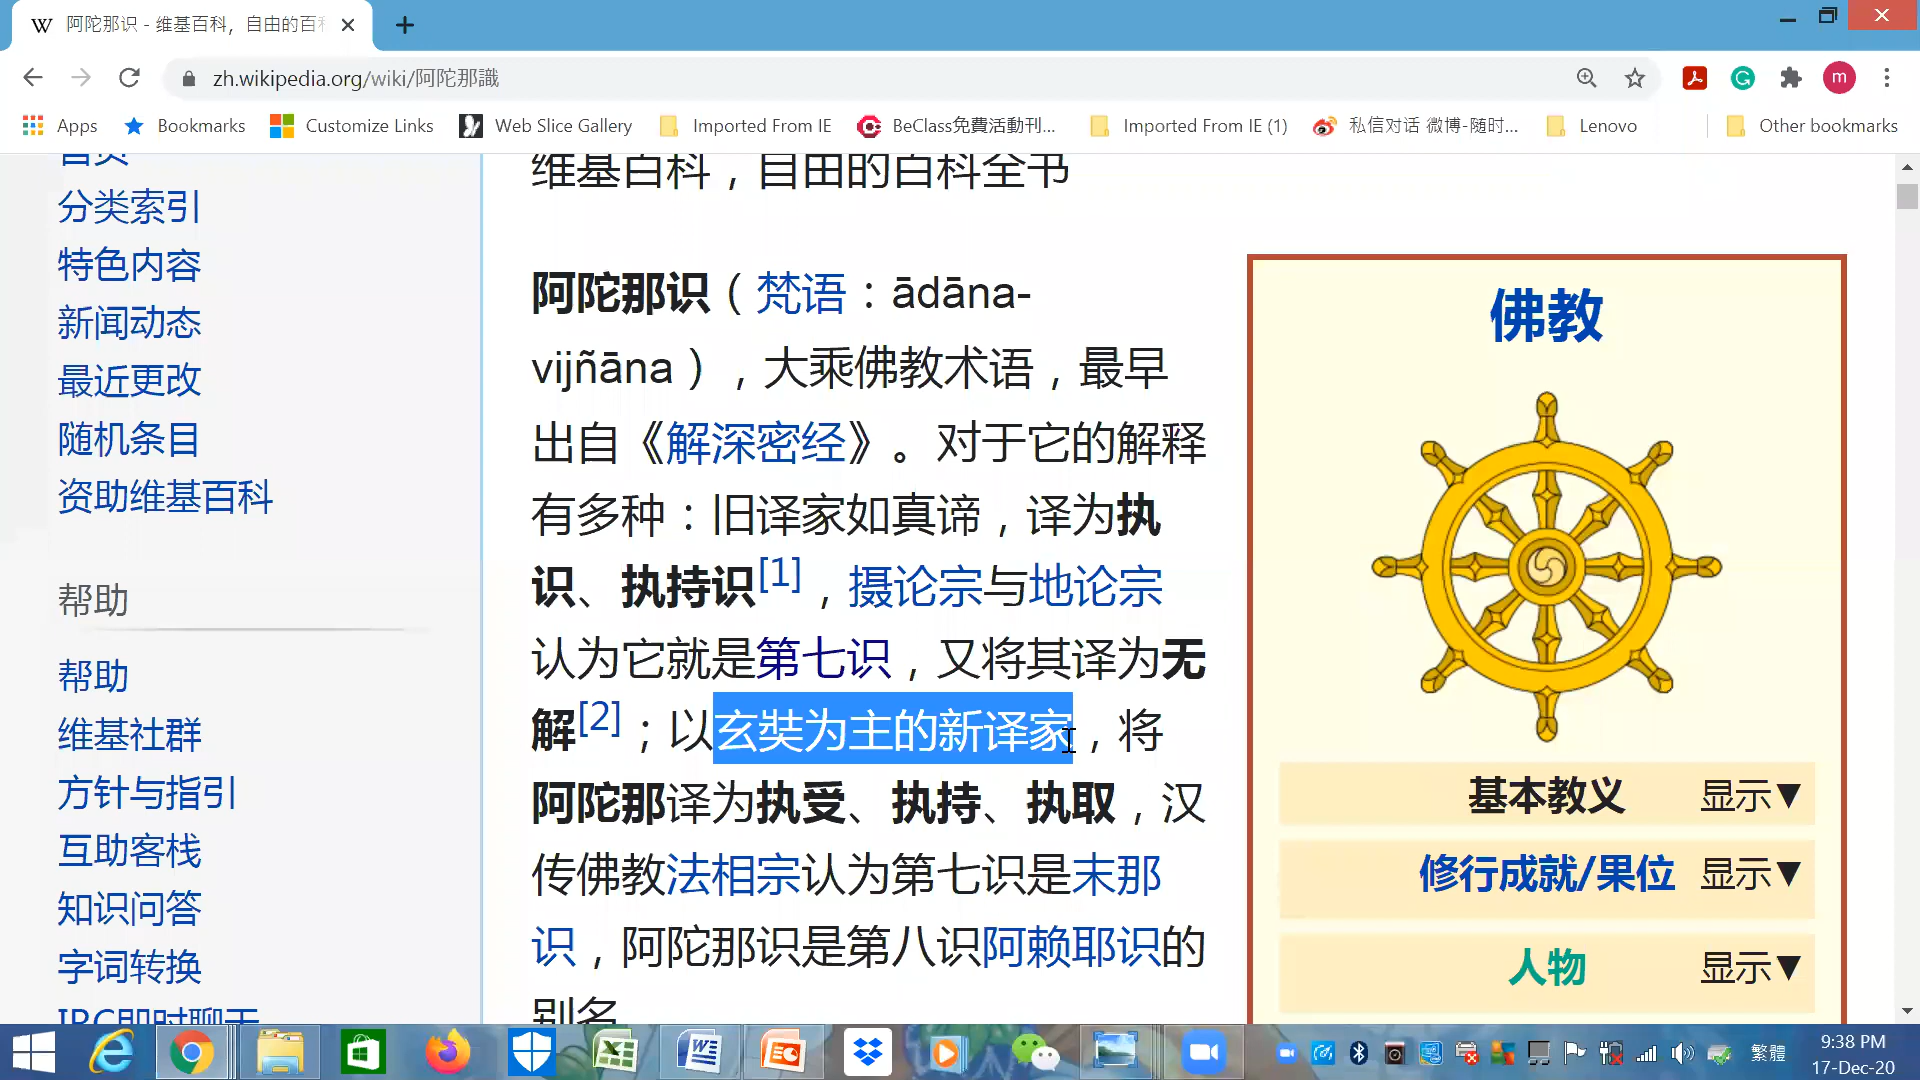 阿陀那识 - 维基百科，自由的百
zh.wikipedia.org/wiki/阿陀那識
m
Apps
Bookmarks
Customize Links
Web Slice Gallery
Imported From IE
BeClass免費活動刊...
Imported From IE (1)
私信对话 微博-随时...
Lenovo
Other bookmarks
首页
分类索引
特色内容
新闻动态
最近更改
随机条目
资助维基百科
帮助
帮助
维基社群
方针与指引
互助客栈
知识问答
字词转换
IRC即时聊天
维基百科，自由的百科全书
阿陀那识（梵语：ādāna-
vijñāna），大乘佛教术语，最早
出自《解深密经》。对于它的解释
有多种：旧译家如真谛，译为执
识、执持识[1]，摄论宗与地论宗
认为它就是第七识，又将其译为无
解[2]；以玄奘为主的新译家，将
阿陀那译为执受、执持、执取，汉
传佛教法相宗认为第七识是末那
识，阿陀那识是第八识阿赖耶识的
别名
佛教
基本教义 显示▼
修行成就/果位 显示▼
人物 显示▼
繁體
9:38 PM
17-Dec-20